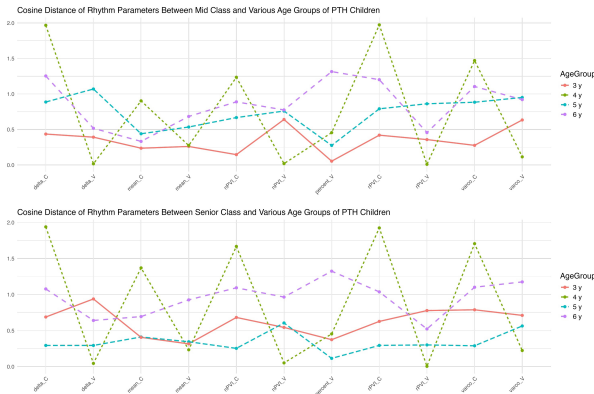 Cosine Distance of Rhythm Parameters Between Mid Class and Various Age Groups of PTH Children
2.0
1.5
1.0
0.5
0.0
delta_C
delta_V
mean_C
mean_V
nPVI_C
nPVI_V
percent_V
rPVI_C
rPVI_V
varco_C
varco_V
AgeGroup
3 y
4 y
5 y
6 y
Cosine Distance of Rhythm Parameters Between Senior Class and Various Age Groups of PTH Children
2.0
1.5
1.0
0.5
0.0
delta_C
delta_V
mean_C
mean_V
nPVI_C
nPVI_V
percent_V
rPVI_C
rPVI_V
varco_C
varco_V
AgeGroup
3 y
4 y
5 y
6 y